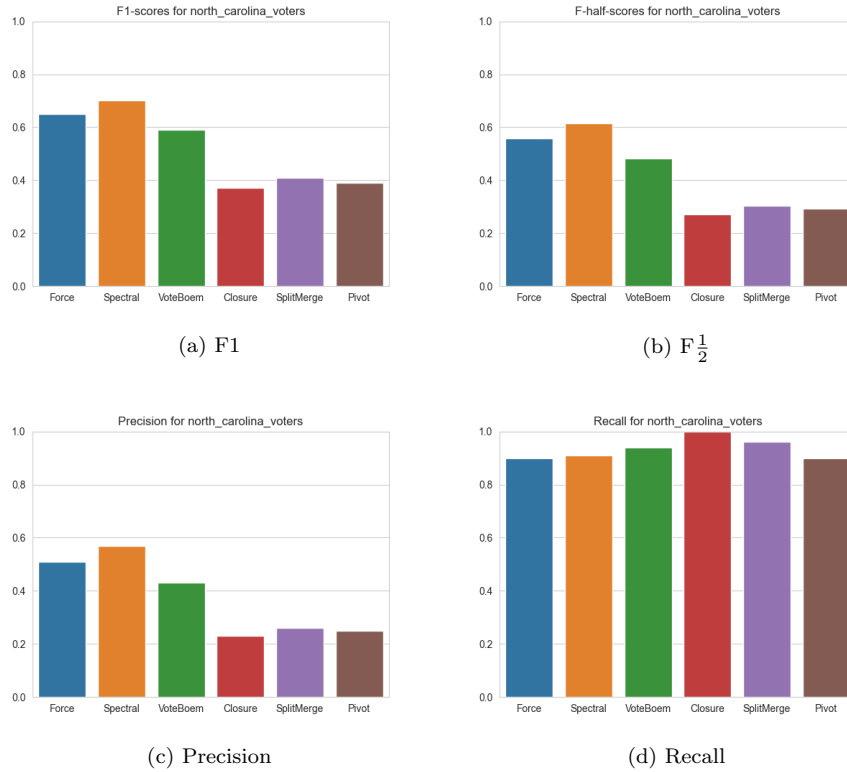 F1-scores for north_carolina_voters
1.0
0.8
0.6
0.4
0.2
0.0
Force Spectral VoteBoem Closure SplitMerge Pivot
(a) F1
F-half-scores for north_carolina_voters
1.0
0.8
0.6
0.4
0.2
0.0
Force Spectral VoteBoem Closure SplitMerge Pivot
(b) F1/2
Precision for north_carolina_voters
1.0
0.8
0.6
0.4
0.2
0.0
Force Spectral VoteBoem Closure SplitMerge Pivot
(c) Precision
Recall for north_carolina_voters
1.0
0.8
0.6
0.4
0.2
0.0
Force Spectral VoteBoem Closure SplitMerge Pivot
(d) Recall